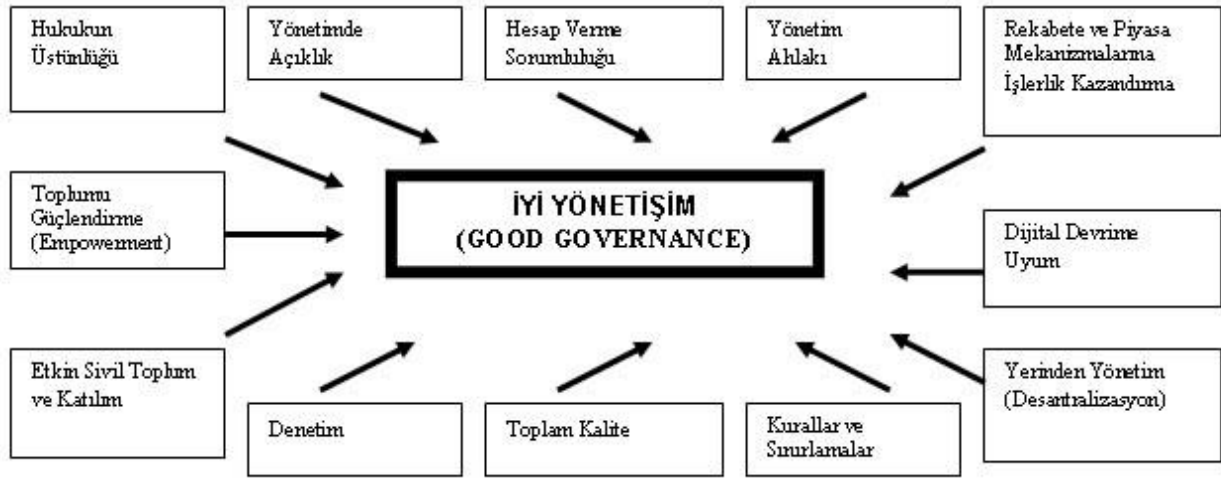 Hukukun
Üstünlüğü
Yönetimde
Açıklık
Hesap Verme
Sorumluluğu
Yönetim
Ahlakı
Rekabete ve Piyasa
Mekanizmalarına
İşlerlik Kazandırma
Toplumu
Güçlendirme
(Empowerment)
İYİ YÖNETİŞİM
(GOOD GOVERNANCE)
Dijital Devrime
Uyum
Etkin Sivil Toplum
ve Katılım
Denetim
Toplam Kalite
Kurallar ve
Sınırlamalar
Yerinden Yönetim
(Desantralizasyon)